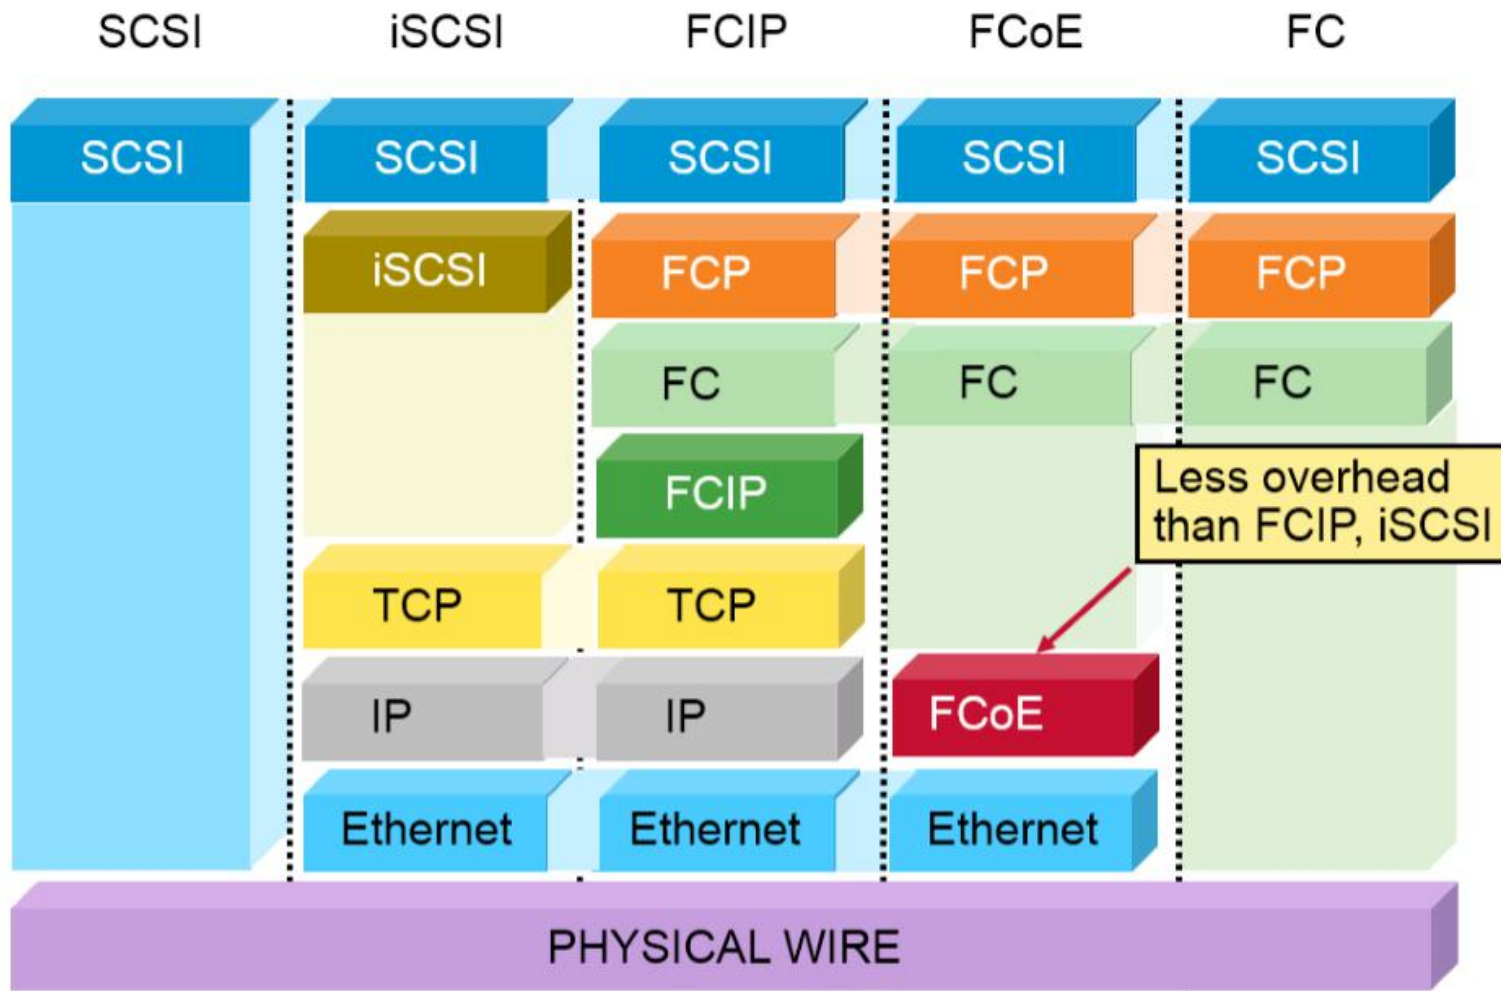 SCSI iSCSI FCIP FCoE FC
SCSI SCSI SCSI SCSI SCSI
iSCSI FCP FCP FCP
FC FC FC
FCIP
Less overhead
than FCIP, iSCSI
TCP TCP
IP IP FCoE
Ethernet Ethernet Ethernet
PHYSICAL WIRE